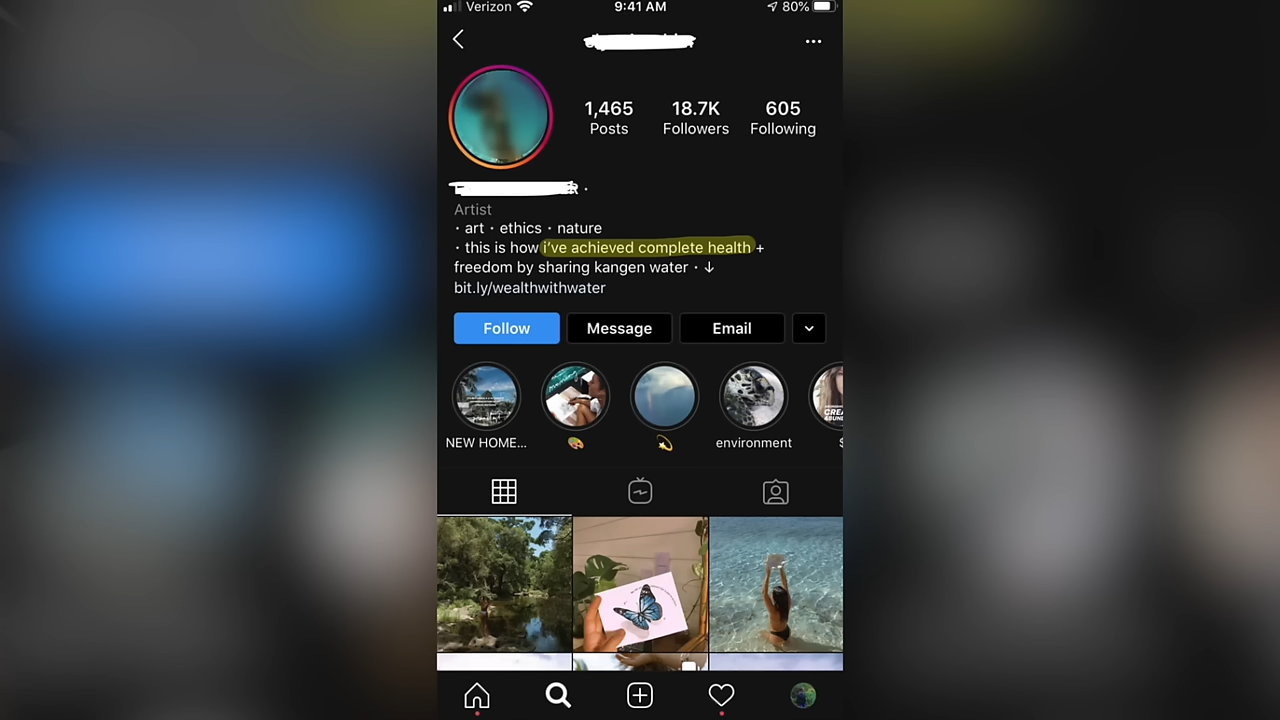 Verizon 9:41 AM 80%
1,465 18.7K 605
Posts Followers Following
Artist
· art · ethics · nature
· this is how i've achieved complete health +
freedom by sharing kangen water · ↓
bit.ly/wealthwithwater
Follow Message Email
NEW HOME... environment